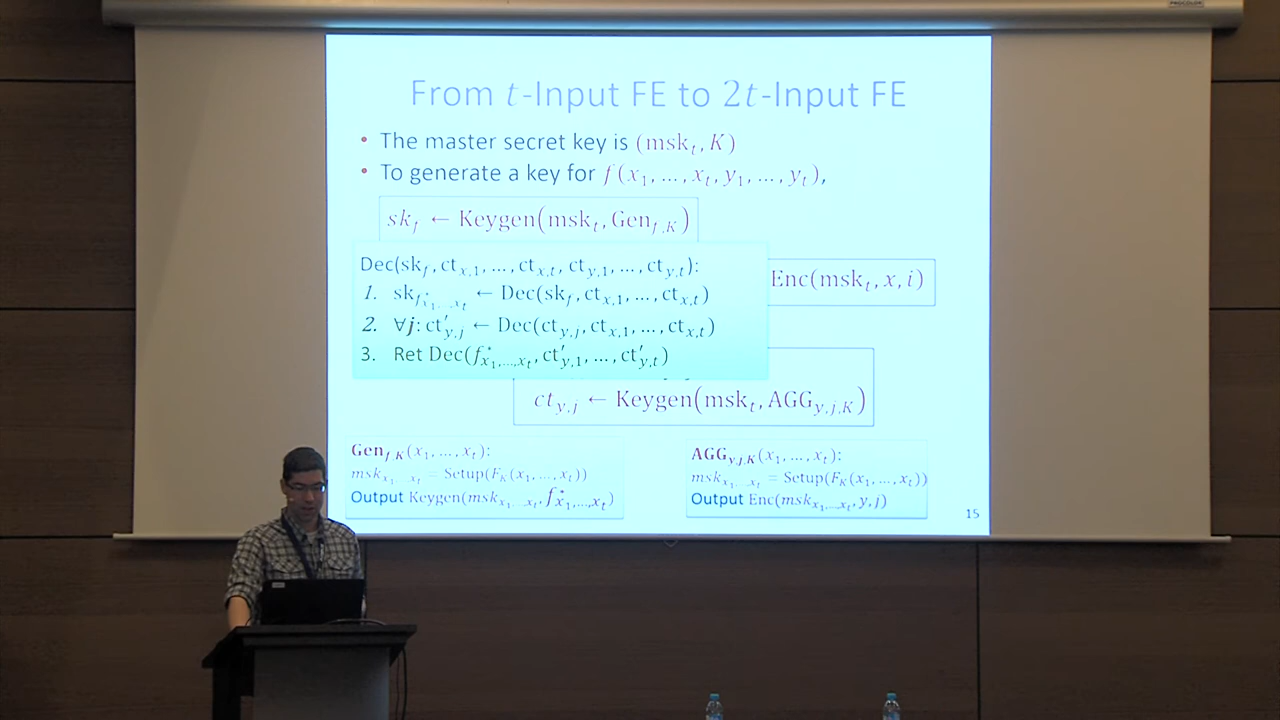 From t-Input FE to 2t-Input FE
• The master secret key is (msk_t, K)
• To generate a key for f(x_1, … , x_t, y_1, … , y_t),
sk_f ← Keygen(msk_t, Gen_{f,K})
Dec(sk_f, ct_{x,1}, … , ct_{x,t}, ct_{y,1}, … , ct_{y,t}):
1. sk_{f*_{x_1,…,x_t}} ← Dec(sk_f, ct_{x,1}, … , ct_{x,t})
Enc(msk_t, x, i)
2. ∀j: ct′_{y,j} ← Dec(ct_{y,j}, ct_{x,1}, … , ct_{x,t})
3. Ret Dec(f*_{x_1,…,x_t}, ct′_{y,1}, … , ct′_{y,t})
ct_{y,j} ← Keygen(msk_t, AGG_{y,j,K})
Gen_{f,K}(x_1, … , x_t):
msk_{x_1,…,x_t} = Setup(F_K(x_1, … , x_t))
Output Keygen(msk_{x_1,…,x_t}, f*_{x_1,…,x_t})
AGG_{y,j,K}(x_1, … , x_t):
msk_{x_1,…,x_t} = Setup(F_K(x_1, … , x_t))
Output Enc(msk_{x_1,…,x_t}, y, j)
15